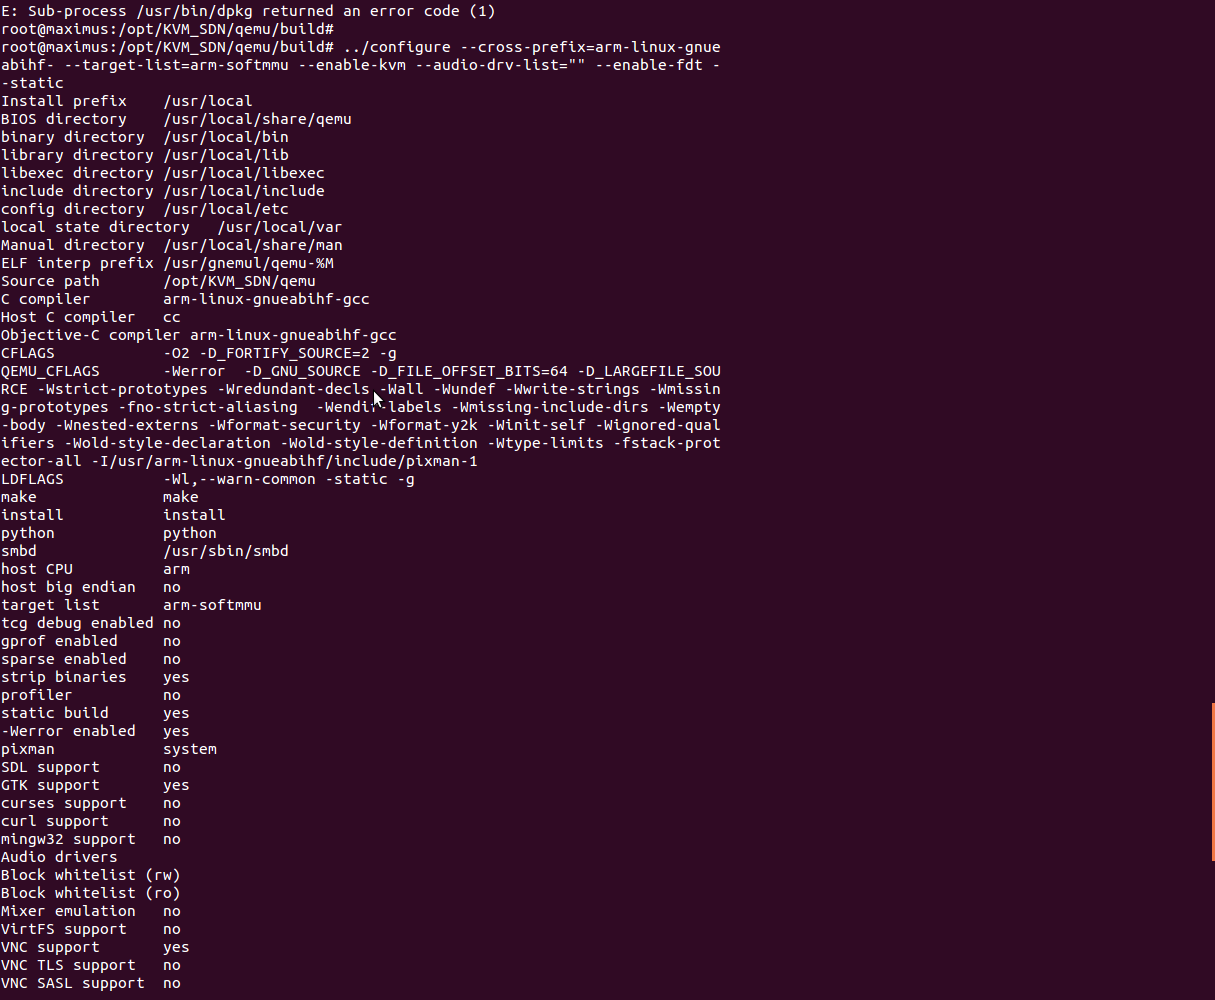 E: Sub-process /usr/bin/dpkg returned an error code (1)
root@maximus:/opt/KVM_SDN/qemu/build#
root@maximus:/opt/KVM_SDN/qemu/build# ../configure --cross-prefix=arm-linux-gnue
abihf- --target-list=arm-softmmu --enable-kvm --audio-drv-list="" --enable-fdt -
-static
Install prefix    /usr/local
BIOS directory    /usr/local/share/qemu
binary directory  /usr/local/bin
library directory /usr/local/lib
libexec directory /usr/local/libexec
include directory /usr/local/include
config directory  /usr/local/etc
local state directory   /usr/local/var
Manual directory  /usr/local/share/man
ELF interp prefix /usr/gnemul/qemu-%M
Source path       /opt/KVM_SDN/qemu
C compiler        arm-linux-gnueabihf-gcc
Host C compiler   cc
Objective-C compiler arm-linux-gnueabihf-gcc
CFLAGS            -O2 -D_FORTIFY_SOURCE=2 -g
QEMU_CFLAGS       -Werror  -D_GNU_SOURCE -D_FILE_OFFSET_BITS=64 -D_LARGEFILE_SOU
RCE -Wstrict-prototypes -Wredundant-decls -Wall -Wundef -Wwrite-strings -Wmissin
g-prototypes -fno-strict-aliasing  -Wendif-labels -Wmissing-include-dirs -Wempty
-body -Wnested-externs -Wformat-security -Wformat-y2k -Winit-self -Wignored-qual
ifiers -Wold-style-declaration -Wold-style-definition -Wtype-limits -fstack-prot
ector-all -I/usr/arm-linux-gnueabihf/include/pixman-1
LDFLAGS           -Wl,--warn-common -static -g
make              make
install           install
python            python
smbd              /usr/sbin/smbd
host CPU          arm
host big endian   no
target list       arm-softmmu
tcg debug enabled no
gprof enabled     no
sparse enabled    no
strip binaries    yes
profiler          no
static build      yes
-Werror enabled   yes
pixman            system
SDL support       no
GTK support       yes
curses support    no
curl support      no
mingw32 support   no
Audio drivers
Block whitelist (rw)
Block whitelist (ro)
Mixer emulation   no
VirtFS support    no
VNC support       yes
VNC TLS support   no
VNC SASL support  no